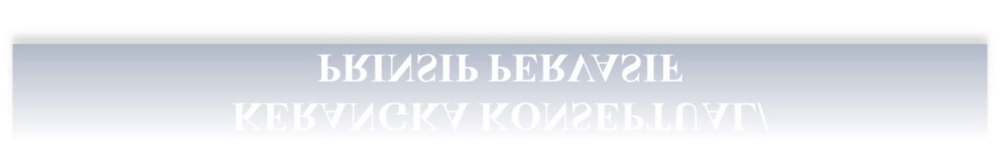 KERANGKA KONSEPTUAL/
PRINSIP PERVASIF